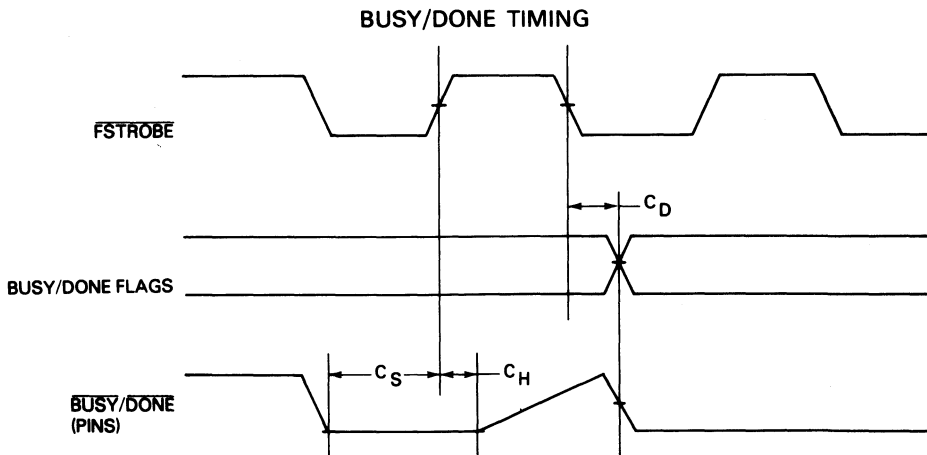 BUSY/DONE TIMING
FSTROBE
C_D
BUSY/DONE FLAGS
C_S
C_H
BUSY/DONE
(PINS)